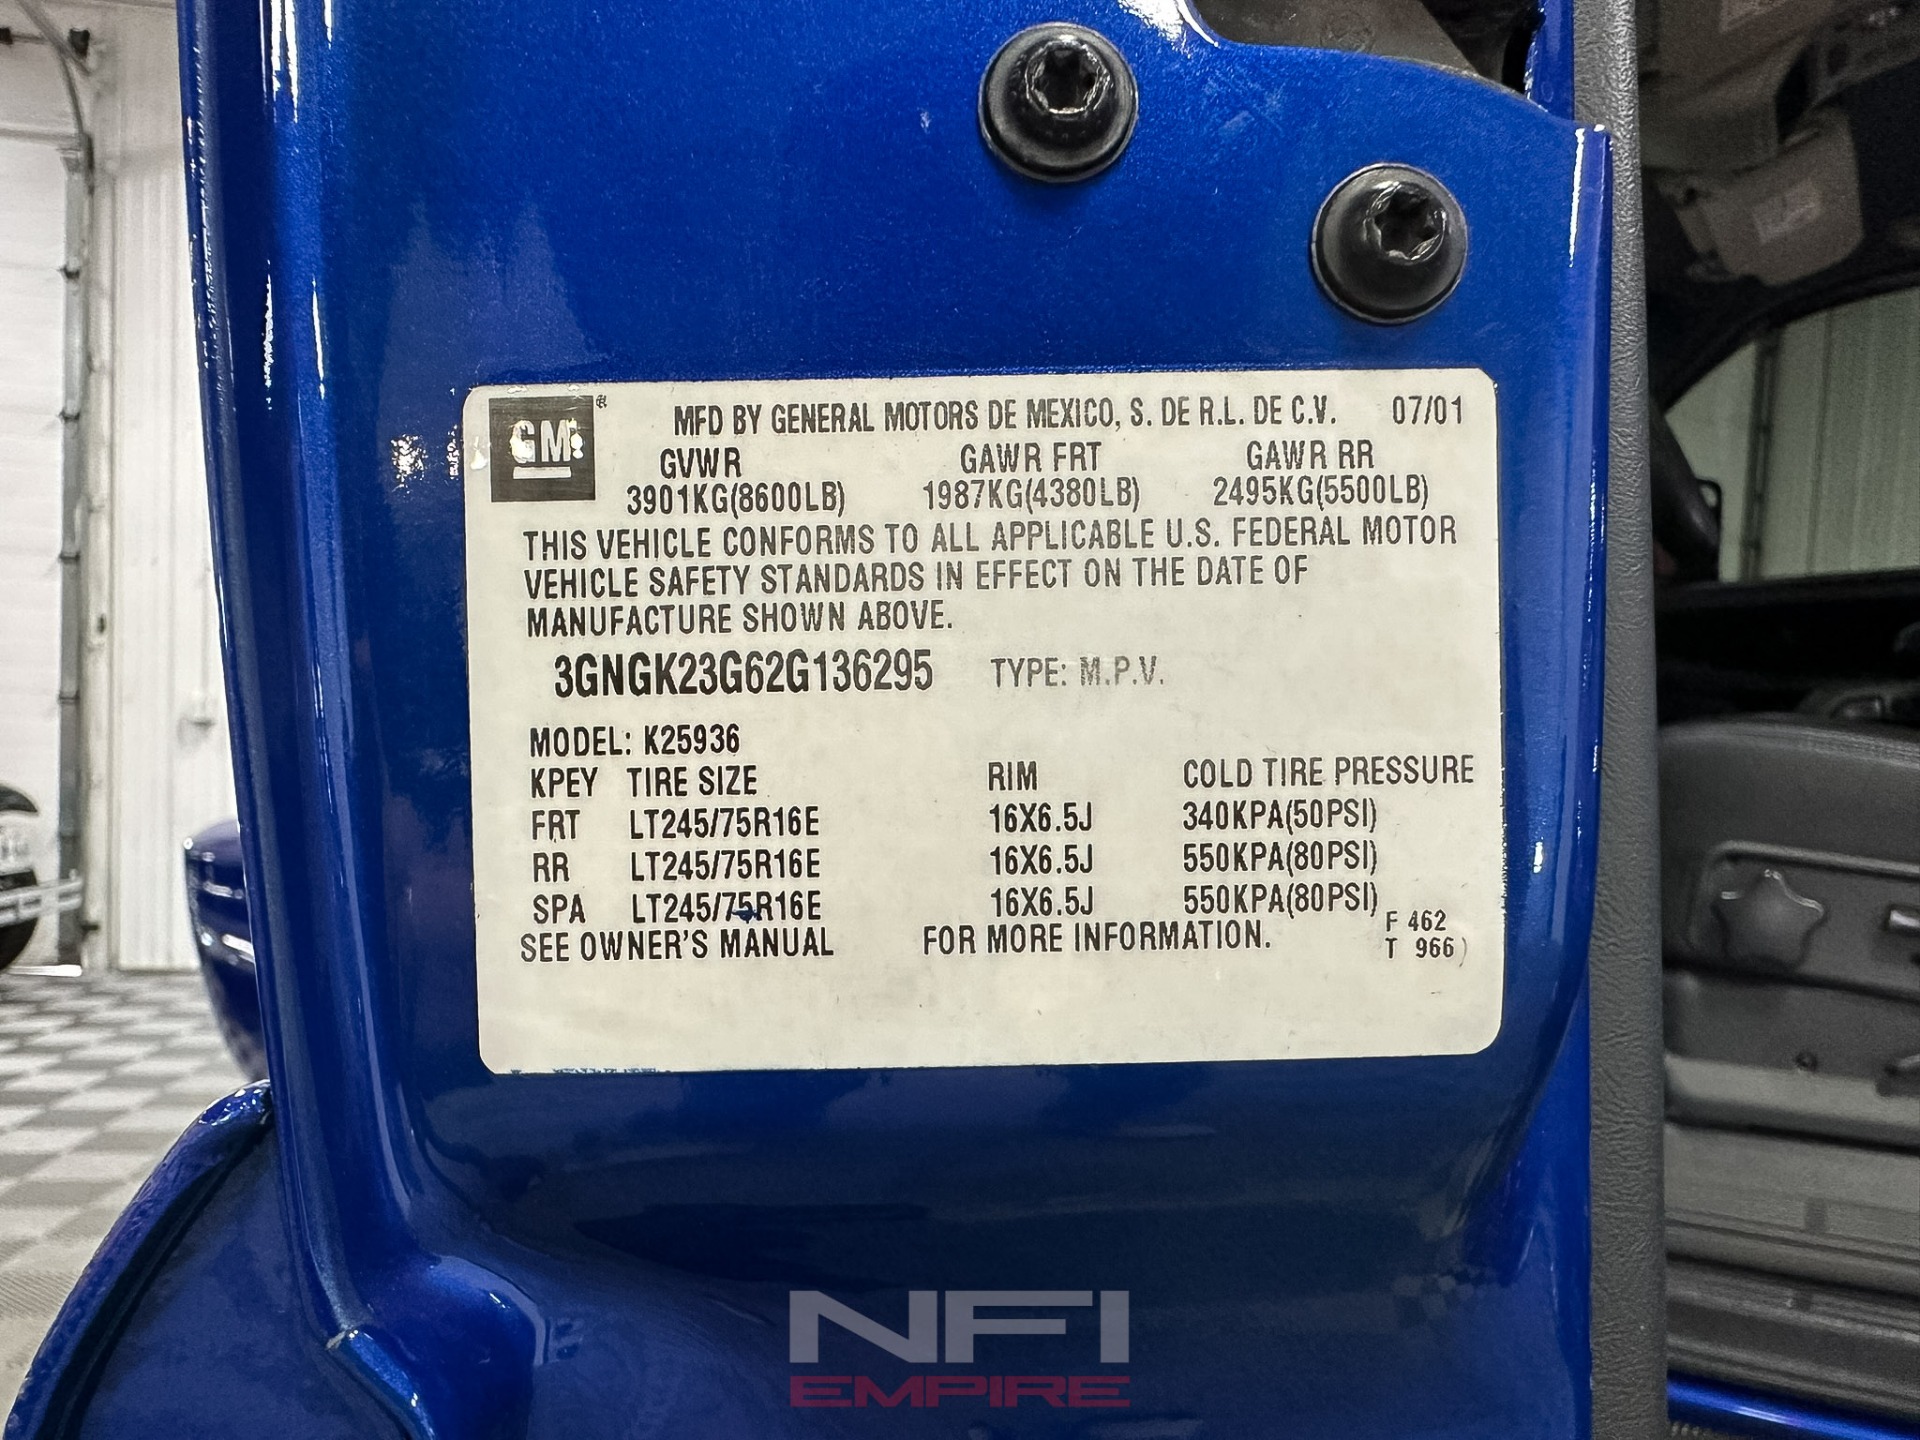 GM ®
MFD BY GENERAL MOTORS DE MEXICO, S. DE R.L. DE C.V. 07/01
GVWR GAWR FRT GAWR RR
3901KG(8600LB) 1987KG(4380LB) 2495KG(5500LB)
THIS VEHICLE CONFORMS TO ALL APPLICABLE U.S. FEDERAL MOTOR
VEHICLE SAFETY STANDARDS IN EFFECT ON THE DATE OF
MANUFACTURE SHOWN ABOVE.
3GNGK23G62G136295 TYPE: M.P.V.
MODEL: K25936
KPEY TIRE SIZE RIM COLD TIRE PRESSURE
FRT LT245/75R16E 16X6.5J 340KPA(50PSI)
RR LT245/75R16E 16X6.5J 550KPA(80PSI)
SPA LT245/75R16E 16X6.5J 550KPA(80PSI)
F 462
SEE OWNER'S MANUAL FOR MORE INFORMATION. T 966)
NFI
EMPIRE